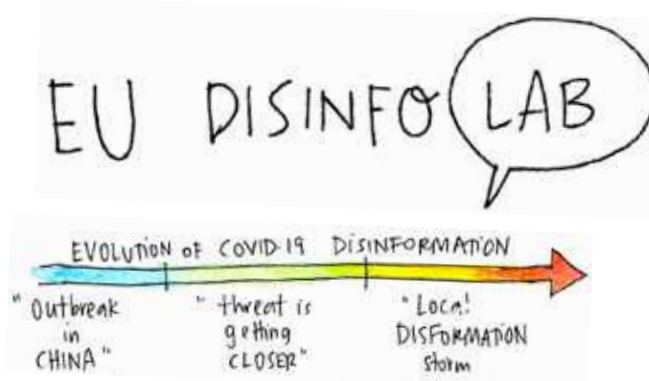 EU DISINFO LAB
EVOLUTION OF COVID-19 DISINFORMATION
"Outbreak
in
CHINA"
"threat is
getting
CLOSER"
"Local
DISFORMATION
storm